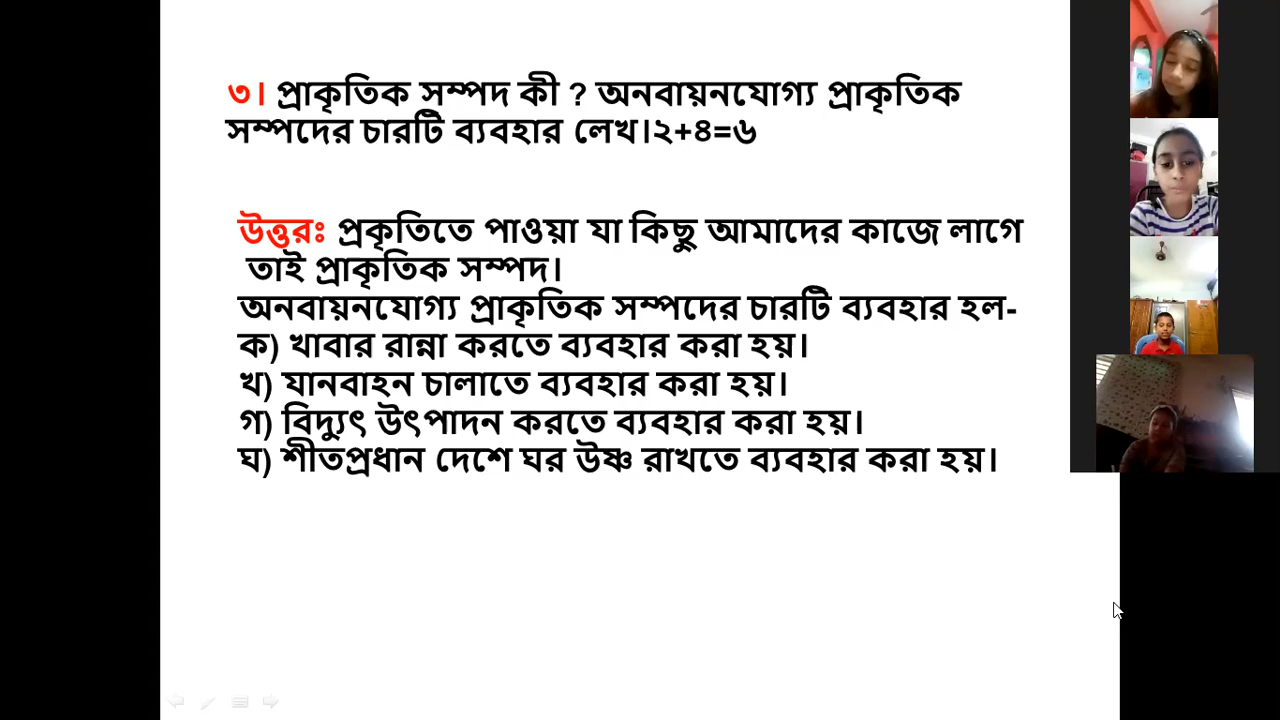 ৩। প্রাকৃতিক সম্পদ কী ? অনবায়নযোগ্য প্রাকৃতিক
সম্পদের চারটি ব্যবহার লেখ।২+৪=৬
উত্তরঃ প্রকৃতিতে পাওয়া যা কিছু আমাদের কাজে লাগে
তাই প্রাকৃতিক সম্পদ।
অনবায়নযোগ্য প্রাকৃতিক সম্পদের চারটি ব্যবহার হল-
ক) খাবার রান্না করতে ব্যবহার করা হয়।
খ) যানবাহন চালাতে ব্যবহার করা হয়।
গ) বিদ্যুৎ উৎপাদন করতে ব্যবহার করা হয়।
ঘ) শীতপ্রধান দেশে ঘর উষ্ণ রাখতে ব্যবহার করা হয়।